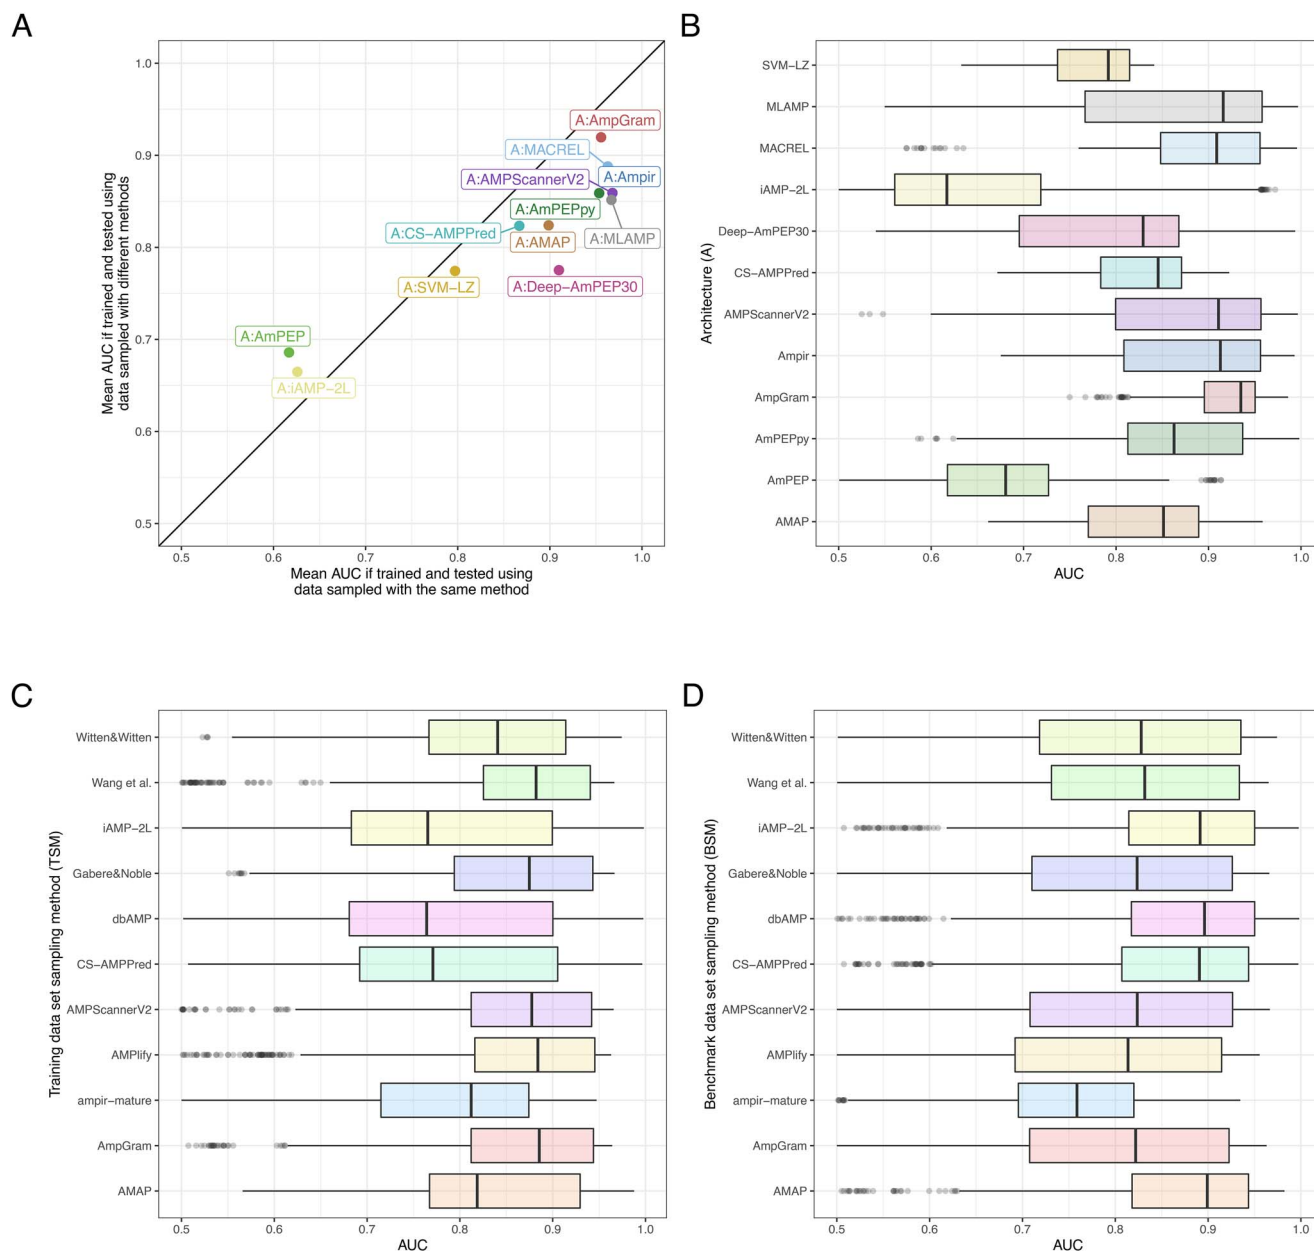 A
Mean AUC if trained and tested using
data sampled with different methods
1.0
0.9
0.8
0.7
0.6
0.5
A:AmpGram
A:MACREL
A:Ampir
A:AMPScannerV2
A:AmPEPpy
A:CS−AMPPred
A:AMAP
A:MLAMP
A:SVM−LZ
A:Deep−AmPEP30
A:AmPEP
A:iAMP−2L
0.5 0.6 0.7 0.8 0.9 1.0
Mean AUC if trained and tested using
data sampled with the same method
B
Architecture (A)
SVM−LZ
MLAMP
MACREL
iAMP−2L
Deep−AmPEP30
CS−AMPPred
AMPScannerV2
Ampir
AmpGram
AmPEPpy
AmPEP
AMAP
0.5 0.6 0.7 0.8 0.9 1.0
AUC
C
Training data set sampling method (TSM)
Witten&Witten
Wang et al.
iAMP−2L
Gabere&Noble
dbAMP
CS−AMPPred
AMPScannerV2
AMPlify
ampir−mature
AmpGram
AMAP
0.5 0.6 0.7 0.8 0.9 1.0
AUC
D
Benchmark data set sampling method (BSM)
Witten&Witten
Wang et al.
iAMP−2L
Gabere&Noble
dbAMP
CS−AMPPred
AMPScannerV2
AMPlify
ampir−mature
AmpGram
AMAP
0.5 0.6 0.7 0.8 0.9 1.0
AUC